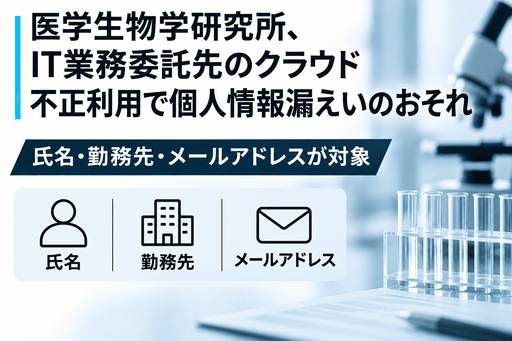 医学生物学研究所、
IT業務委託先のクラウド
不正利用で個人情報漏えいのおそれ
氏名・勤務先・メールアドレスが対象
氏名
勤務先
メールアドレス